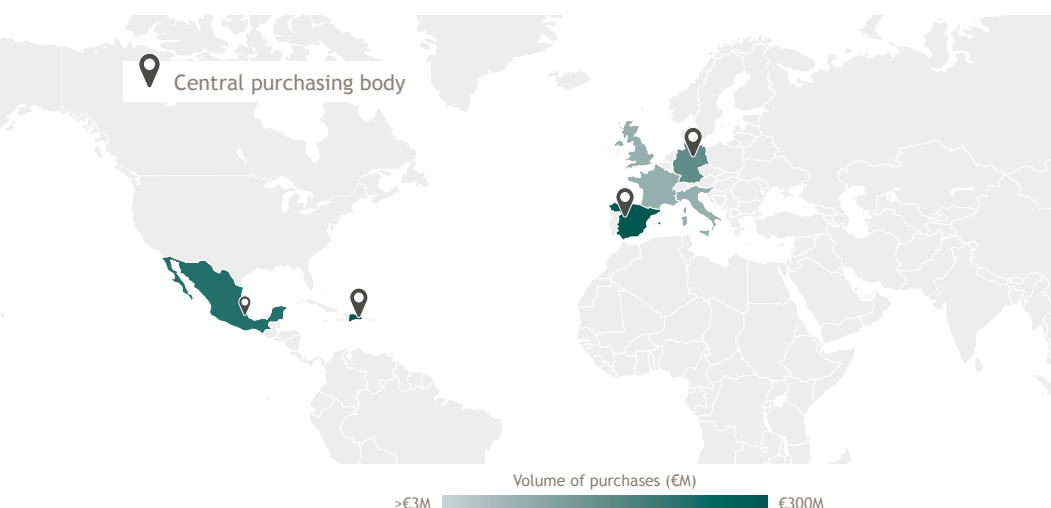 Central purchasing body
Volume of purchases (€M)
>€3M
€300M